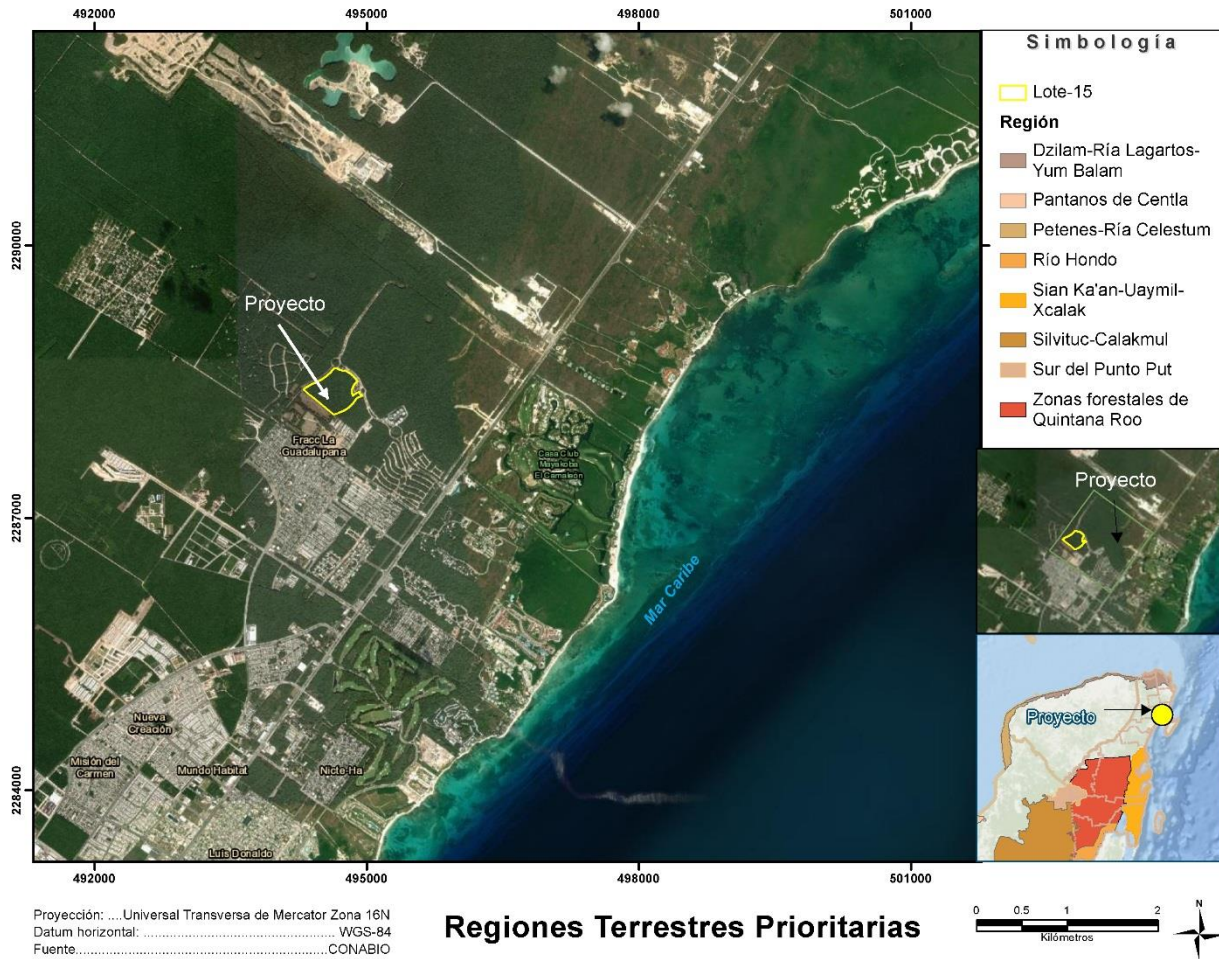 492000
495000
498000
501000
Simbología
Lote-15
Región
Dzilam-Ría Lagartos-
Yum Balam
Pantanos de Centla
Petenes-Ría Celestum
Río Hondo
Sian Ka'an-Uaymil-
Xcalak
Silvituc-Calakmul
Sur del Punto Put
Zonas forestales de
Quintana Roo
2290000
2287000
2284000
Proyecto
Fracc La
Guadalupana
Casa Club
Mayakoba
El Camaleón
Mar Caribe
Nueva
Creación
Misión del
Carmen
Mundo Habitat
Nicte-Ha
Luis Donaldo
Proyecto
Proyecto
492000
495000
498000
501000
Proyección: ....Universal Transversa de Mercator Zona 16N
Datum horizontal: ........................................ WGS-84
Fuente......................................................CONABIO
Regiones Terrestres Prioritarias
0 0.5 1 2
Kilómetros
N